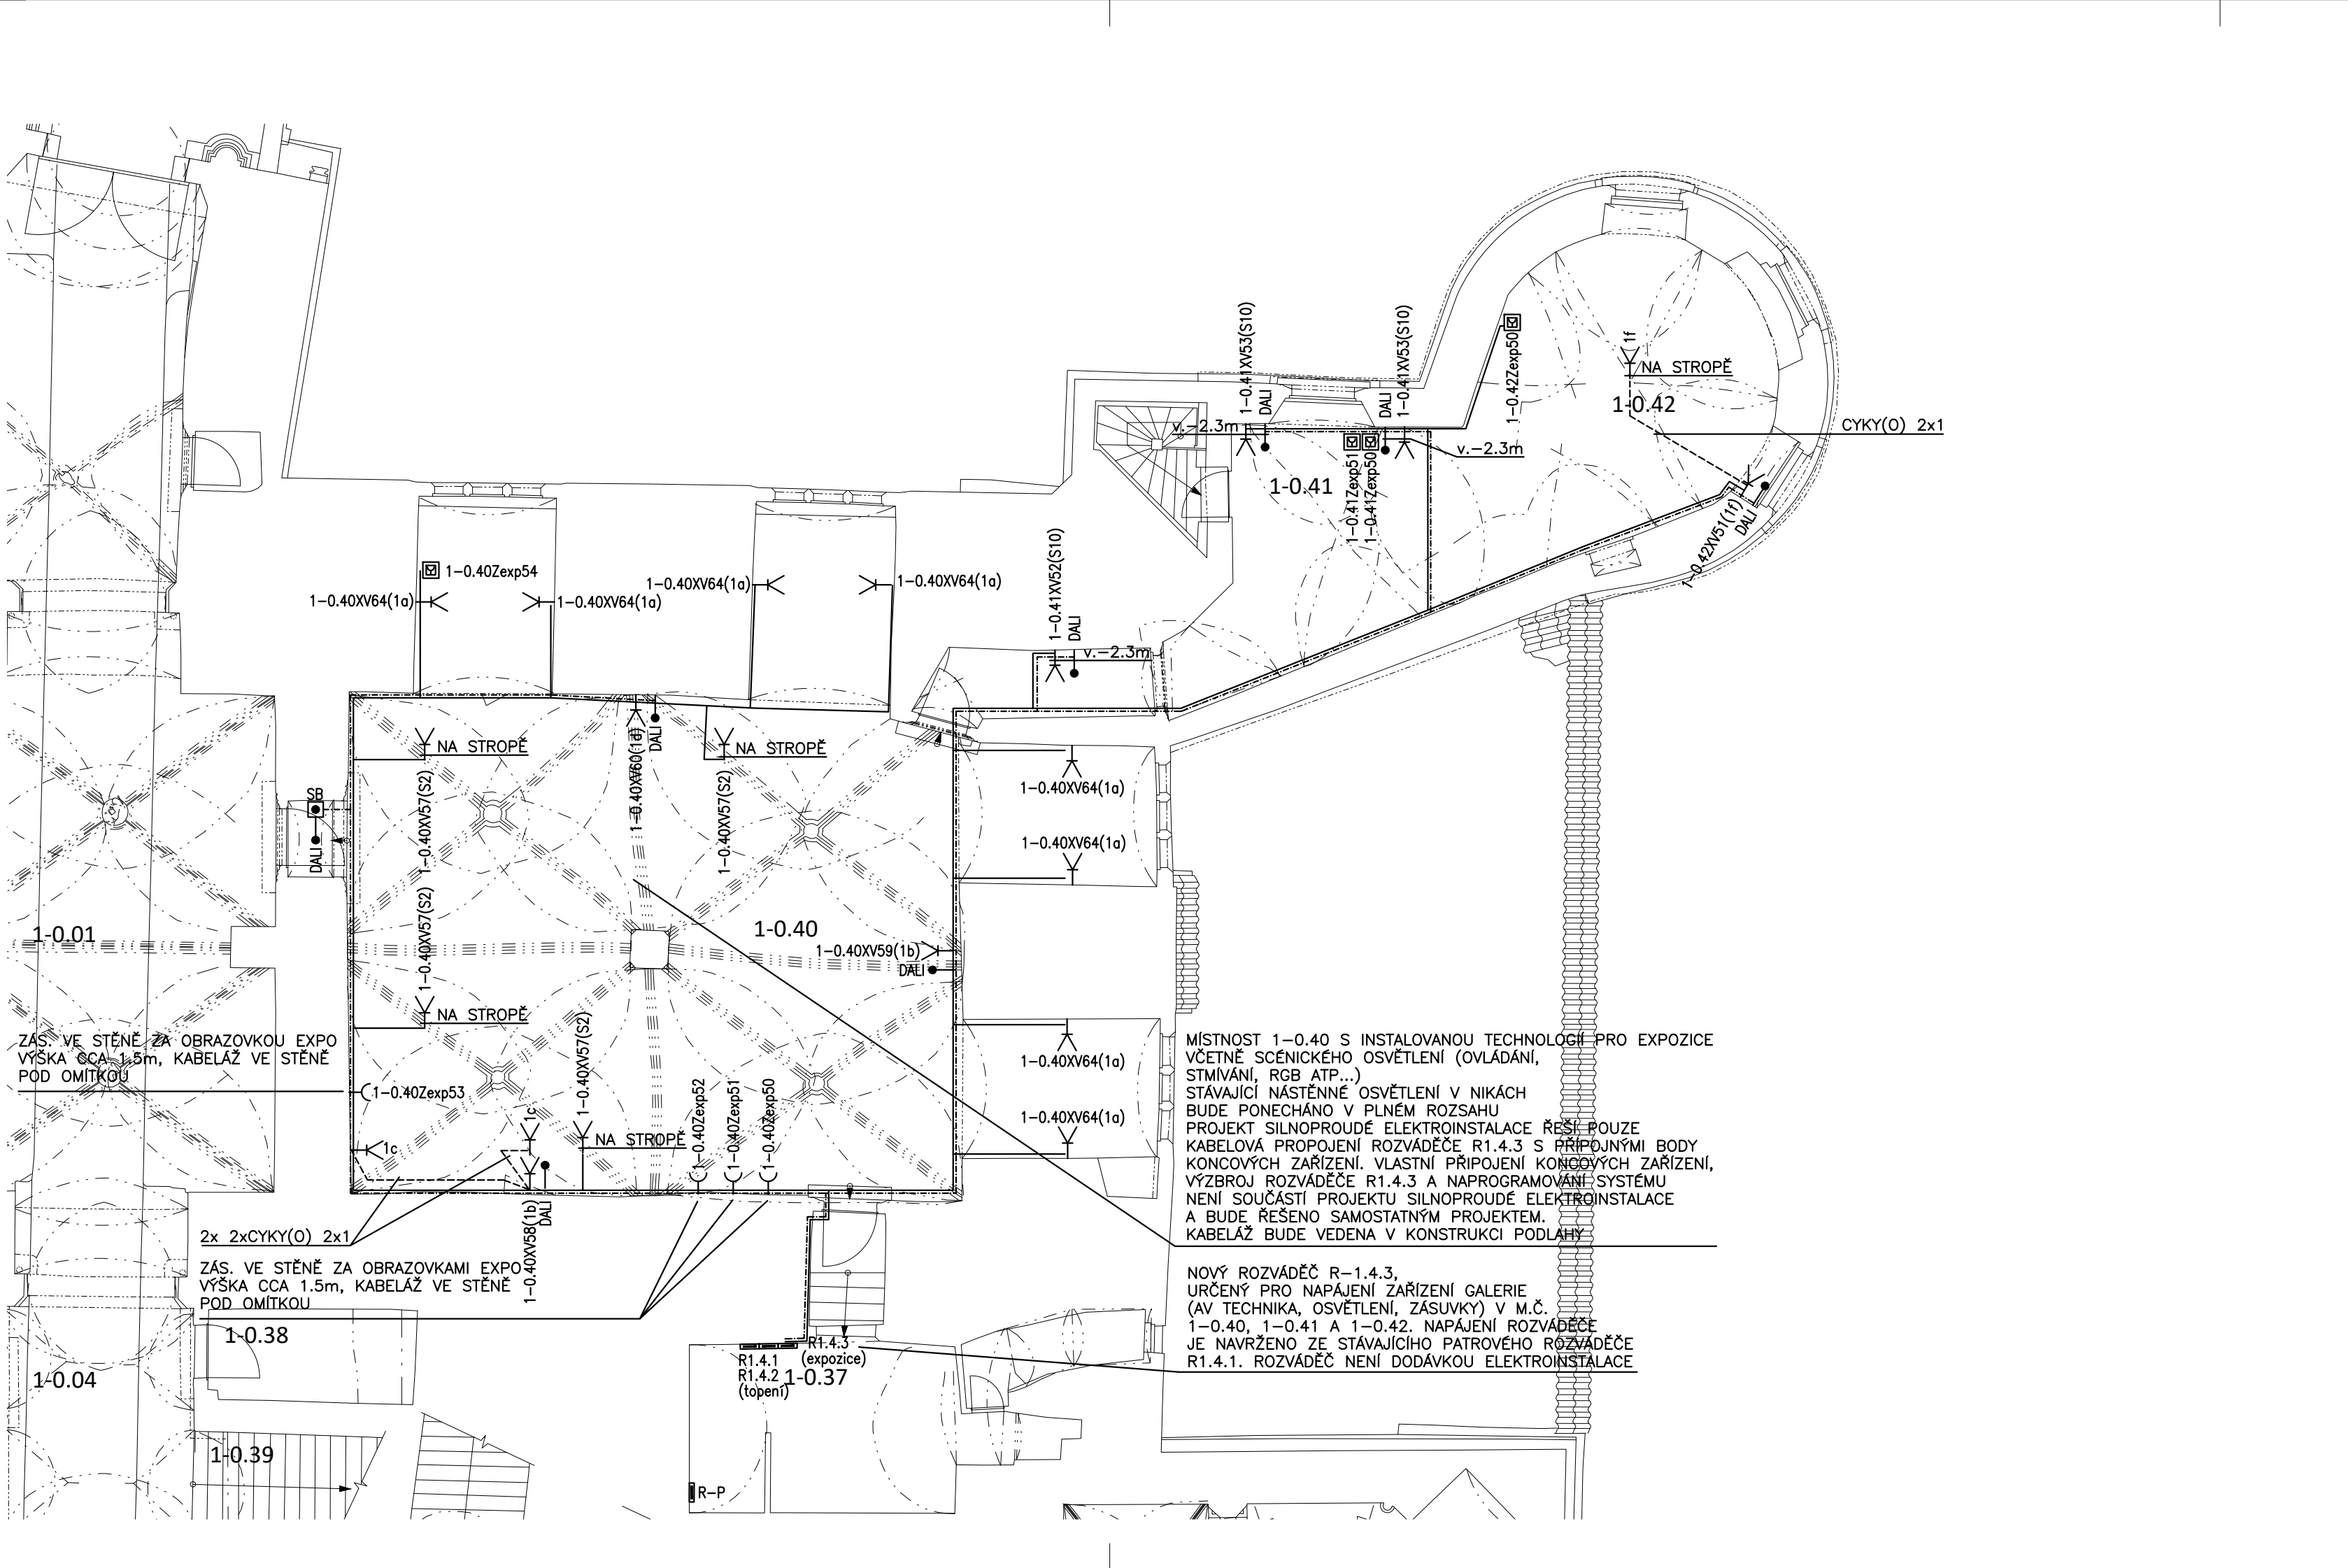 1-0.41XV53(S10)
DALI
1-0.41XV53(S10)
DALI
1-0.42Zexp50
1f
NA STROPĚ
1-0.42
CYKY(O) 2x1
v.-2.3m
v.-2.3m
1-0.41
1-0.41Zexp51
1-0.41Zexp50
1-0.42XV51(1f)
DALI
1-0.40Zexp54
1-0.40XV64(1a)
1-0.40XV64(1a)
1-0.40XV64(1a)
1-0.40XV64(1a)
1-0.41XV52(S10)
DALI
v.-2.3m
NA STROPĚ
1-0.40XV57(S2)
1-0.40XV60(1d)
DALI
NA STROPĚ
1-0.40XV57(S2)
1-0.40XV64(1a)
1-0.40XV64(1a)
SB
DALI
1-0.01
1-0.40XV57(S2)
NA STROPĚ
1-0.40
1-0.40XV59(1b)
DALI
1-0.40XV64(1a)
1-0.40XV64(1a)
ZÁS. VE STĚNĚ ZA OBRAZOVKOU EXPO
VÝŠKA CCA 1.5m, KABELÁŽ VE STĚNĚ
POD OMÍTKOU
1-0.40Zexp53
1c
1c
1-0.40XV57(S2)
NA STROPĚ
1-0.40Zexp52
1-0.40Zexp51
1-0.40Zexp50
1-0.40XV58(1b)
DALI
2x 2xCYKY(O) 2x1
ZÁS. VE STĚNĚ ZA OBRAZOVKAMI EXPO
VÝŠKA CCA 1.5m, KABELÁŽ VE STĚNĚ
POD OMÍTKOU
MÍSTNOST 1-0.40 S INSTALOVANOU TECHNOLOGIÍ PRO EXPOZICE
VČETNĚ SCÉNICKÉHO OSVĚTLENÍ (OVLÁDÁNÍ,
STMÍVÁNÍ, RGB ATP...)
STÁVAJÍCÍ NÁSTĚNNÉ OSVĚTLENÍ V NIKÁCH
BUDE PONECHÁNO V PLNÉM ROZSAHU
PROJEKT SILNOPROUDÉ ELEKTROINSTALACE ŘEŠÍ POUZE
KABELOVÁ PROPOJENÍ ROZVÁDĚČE R1.4.3 S PŘÍPOJNÝMI BODY
KONCOVÝCH ZAŘÍZENÍ. VLASTNÍ PŘIPOJENÍ KONCOVÝCH ZAŘÍZENÍ,
VÝZBROJ ROZVÁDĚČE R1.4.3 A NAPROGRAMOVÁNÍ SYSTÉMU
NENÍ SOUČÁSTÍ PROJEKTU SILNOPROUDÉ ELEKTROINSTALACE
A BUDE ŘEŠENO SAMOSTATNÝM PROJEKTEM.
KABELÁŽ BUDE VEDENA V KONSTRUKCI PODLAHY
NOVÝ ROZVÁDĚČ R-1.4.3,
URČENÝ PRO NAPÁJENÍ ZAŘÍZENÍ GALERIE
(AV TECHNIKA, OSVĚTLENÍ, ZÁSUVKY) V M.Č.
1-0.40, 1-0.41 A 1-0.42. NAPÁJENÍ ROZVÁDĚČE
JE NAVRŽENO ZE STÁVAJÍCÍHO PATROVÉHO ROZVÁDĚČE
R1.4.1. ROZVÁDĚČ NENÍ DODÁVKOU ELEKTROINSTALACE
1-0.38
1-0.04
1-0.39
R1.4.1
R1.4.2
(topení)
R1.4.3
(expozice)
1-0.37
R-P